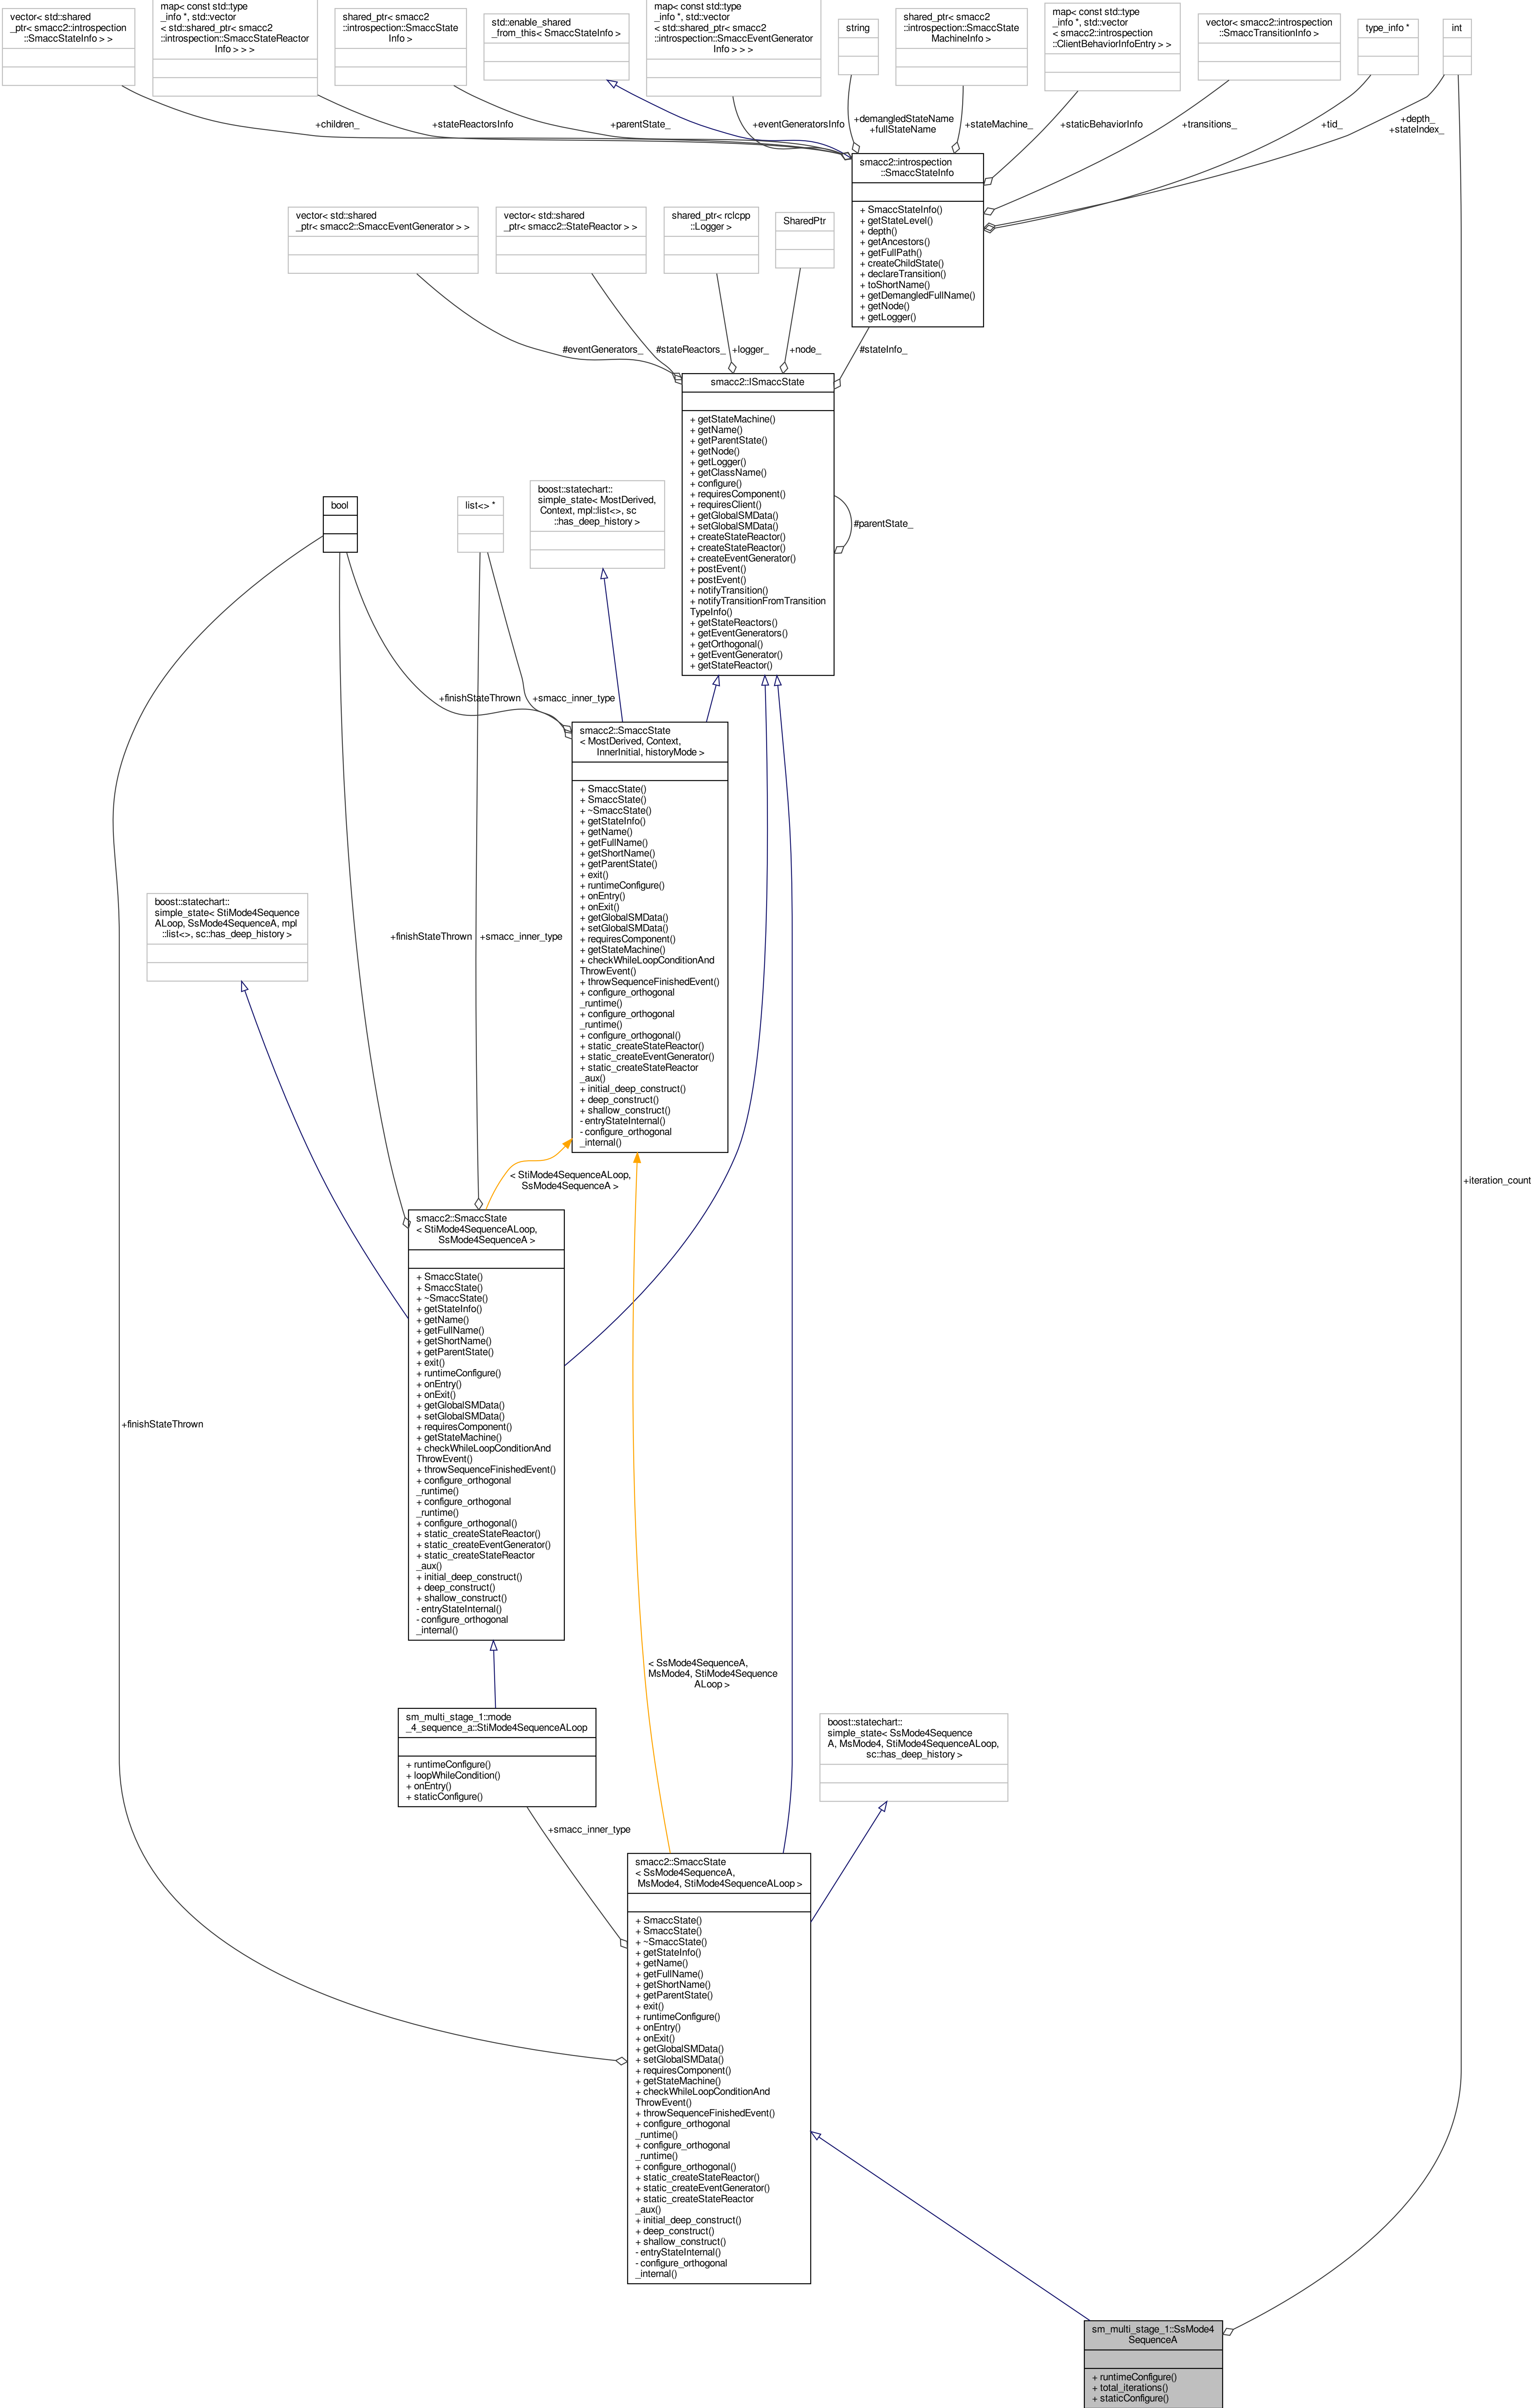 vector< std::shared
_ptr< smacc2::introspection
::SmaccStateInfo > >
map< const std::type
_info *, std::vector
< std::shared_ptr< smacc2
::introspection::SmaccStateReactor
Info > > >
shared_ptr< smacc2
::introspection::SmaccState
Info >
std::enable_shared
_from_this< SmaccStateInfo >
map< const std::type
_info *, std::vector
< std::shared_ptr< smacc2
::introspection::SmaccEventGenerator
Info > > >
string
shared_ptr< smacc2
::introspection::SmaccState
MachineInfo >
map< const std::type
_info *, std::vector
< smacc2::introspection
::ClientBehaviorInfoEntry > >
vector< smacc2::introspection
::SmaccTransitionInfo >
type_info *
int
+children_
+stateReactorsInfo
+parentState_
+eventGeneratorsInfo
+demangledStateName
+fullStateName
+stateMachine_
+staticBehaviorInfo
+transitions_
+tid_
+depth_
+stateIndex_
smacc2::introspection
::SmaccStateInfo
+ SmaccStateInfo()
+ getStateLevel()
+ depth()
+ getAncestors()
+ getFullPath()
+ createChildState()
+ declareTransition()
+ toShortName()
+ getDemangledFullName()
+ getNode()
+ getLogger()
vector< std::shared
_ptr< smacc2::SmaccEventGenerator > >
vector< std::shared
_ptr< smacc2::StateReactor > >
shared_ptr< rclcpp
::Logger >
SharedPtr
#eventGenerators_
#stateReactors_
+logger_
+node_
#stateInfo_
smacc2::ISmaccState
+ getStateMachine()
+ getName()
+ getParentState()
+ getNode()
+ getLogger()
+ getClassName()
+ configure()
+ requiresComponent()
+ requiresClient()
+ getGlobalSMData()
+ setGlobalSMData()
+ createStateReactor()
+ createStateReactor()
+ createEventGenerator()
+ postEvent()
+ postEvent()
+ notifyTransition()
+ notifyTransitionFromTransition
TypeInfo()
+ getStateReactors()
+ getEventGenerators()
+ getOrthogonal()
+ getEventGenerator()
+ getStateReactor()
#parentState_
bool
list<> *
boost::statechart::
simple_state< MostDerived,
Context, mpl::list<>, sc
::has_deep_history >
+finishStateThrown
+smacc_inner_type
smacc2::SmaccState
< MostDerived, Context,
InnerInitial, historyMode >
+ SmaccState()
+ SmaccState()
+ ~SmaccState()
+ getStateInfo()
+ getName()
+ getFullName()
+ getShortName()
+ getParentState()
+ exit()
+ runtimeConfigure()
+ onEntry()
+ onExit()
+ getGlobalSMData()
+ setGlobalSMData()
+ requiresComponent()
+ getStateMachine()
+ checkWhileLoopConditionAnd
ThrowEvent()
+ throwSequenceFinishedEvent()
+ configure_orthogonal
_runtime()
+ configure_orthogonal
_runtime()
+ configure_orthogonal()
+ static_createStateReactor()
+ static_createEventGenerator()
+ static_createStateReactor
_aux()
+ initial_deep_construct()
+ deep_construct()
+ shallow_construct()
- entryStateInternal()
- configure_orthogonal
_internal()
boost::statechart::
simple_state< StiMode4Sequence
ALoop, SsMode4SequenceA, mpl
::list<>, sc::has_deep_history >
+finishStateThrown
+smacc_inner_type
< StiMode4SequenceALoop,
SsMode4SequenceA >
+iteration_count
smacc2::SmaccState
< StiMode4SequenceALoop,
SsMode4SequenceA >
+ SmaccState()
+ SmaccState()
+ ~SmaccState()
+ getStateInfo()
+ getName()
+ getFullName()
+ getShortName()
+ getParentState()
+ exit()
+ runtimeConfigure()
+ onEntry()
+ onExit()
+ getGlobalSMData()
+ setGlobalSMData()
+ requiresComponent()
+ getStateMachine()
+ checkWhileLoopConditionAnd
ThrowEvent()
+ throwSequenceFinishedEvent()
+ configure_orthogonal
_runtime()
+ configure_orthogonal
_runtime()
+ configure_orthogonal()
+ static_createStateReactor()
+ static_createEventGenerator()
+ static_createStateReactor
_aux()
+ initial_deep_construct()
+ deep_construct()
+ shallow_construct()
- entryStateInternal()
- configure_orthogonal
_internal()
+finishStateThrown
< SsMode4SequenceA,
MsMode4, StiMode4Sequence
ALoop >
sm_multi_stage_1::mode
_4_sequence_a::StiMode4SequenceALoop
+ runtimeConfigure()
+ loopWhileCondition()
+ onEntry()
+ staticConfigure()
boost::statechart::
simple_state< SsMode4Sequence
A, MsMode4, StiMode4SequenceALoop,
sc::has_deep_history >
+smacc_inner_type
smacc2::SmaccState
< SsMode4SequenceA,
MsMode4, StiMode4SequenceALoop >
+ SmaccState()
+ SmaccState()
+ ~SmaccState()
+ getStateInfo()
+ getName()
+ getFullName()
+ getShortName()
+ getParentState()
+ exit()
+ runtimeConfigure()
+ onEntry()
+ onExit()
+ getGlobalSMData()
+ setGlobalSMData()
+ requiresComponent()
+ getStateMachine()
+ checkWhileLoopConditionAnd
ThrowEvent()
+ throwSequenceFinishedEvent()
+ configure_orthogonal
_runtime()
+ configure_orthogonal
_runtime()
+ configure_orthogonal()
+ static_createStateReactor()
+ static_createEventGenerator()
+ static_createStateReactor
_aux()
+ initial_deep_construct()
+ deep_construct()
+ shallow_construct()
- entryStateInternal()
- configure_orthogonal
_internal()
sm_multi_stage_1::SsMode4
SequenceA
+ runtimeConfigure()
+ total_iterations()
+ staticConfigure()